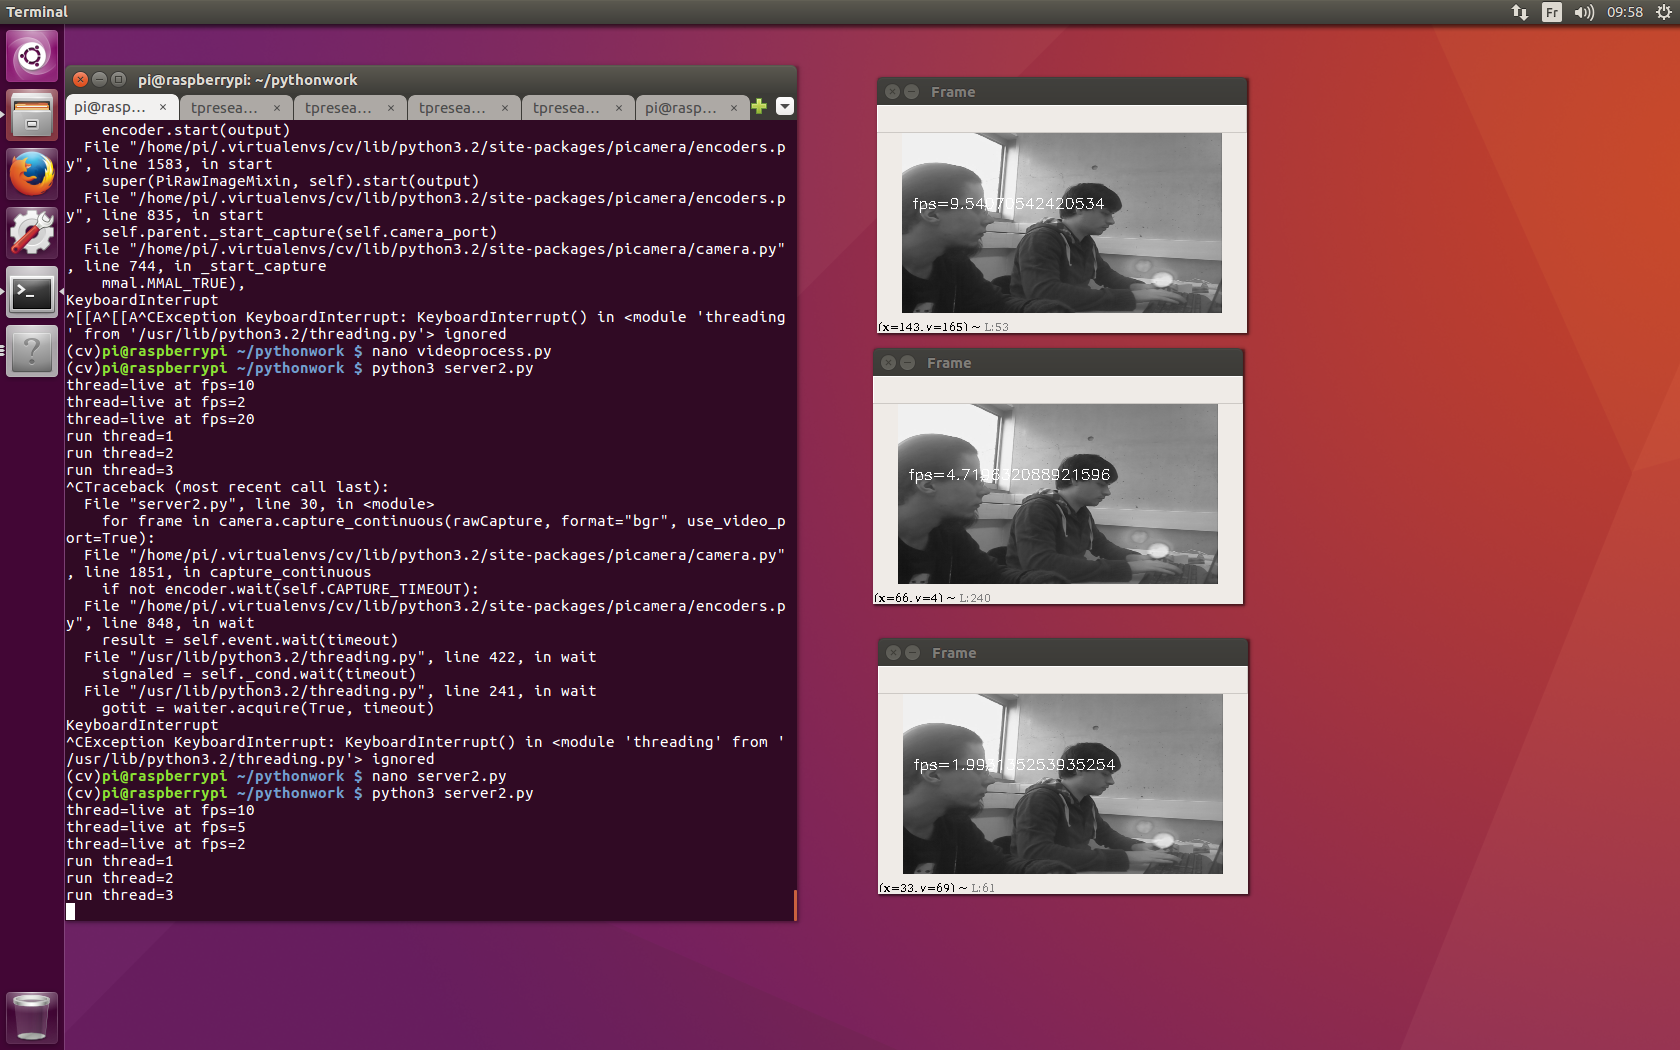 Terminal
Fr
09:58
pi@raspberrypi: ~/pythonwork
pi@rasp... × tpresea... × tpresea... × tpresea... × tpresea... × pi@rasp... ×
    encoder.start(output)
  File "/home/pi/.virtualenvs/cv/lib/python3.2/site-packages/picamera/encoders.p
y", line 1583, in start
    super(PiRawImageMixin, self).start(output)
  File "/home/pi/.virtualenvs/cv/lib/python3.2/site-packages/picamera/encoders.p
y", line 835, in start
    self.parent._start_capture(self.camera_port)
  File "/home/pi/.virtualenvs/cv/lib/python3.2/site-packages/picamera/camera.py"
, line 744, in _start_capture
    mmal.MMAL_TRUE),
KeyboardInterrupt
^[[A^[[A^CException KeyboardInterrupt: KeyboardInterrupt() in <module 'threading
' from '/usr/lib/python3.2/threading.py'> ignored
(cv)pi@raspberrypi ~/pythonwork $ nano videoprocess.py
(cv)pi@raspberrypi ~/pythonwork $ python3 server2.py
thread=live at fps=10
thread=live at fps=2
thread=live at fps=20
run thread=1
run thread=2
run thread=3
^CTraceback (most recent call last):
  File "server2.py", line 30, in <module>
    for frame in camera.capture_continuous(rawCapture, format="bgr", use_video_p
ort=True):
  File "/home/pi/.virtualenvs/cv/lib/python3.2/site-packages/picamera/camera.py"
, line 1851, in capture_continuous
    if not encoder.wait(self.CAPTURE_TIMEOUT):
  File "/home/pi/.virtualenvs/cv/lib/python3.2/site-packages/picamera/encoders.p
y", line 848, in wait
    result = self.event.wait(timeout)
  File "/usr/lib/python3.2/threading.py", line 422, in wait
    signaled = self._cond.wait(timeout)
  File "/usr/lib/python3.2/threading.py", line 241, in wait
    gotit = waiter.acquire(True, timeout)
KeyboardInterrupt
^CException KeyboardInterrupt: KeyboardInterrupt() in <module 'threading' from '
/usr/lib/python3.2/threading.py'> ignored
(cv)pi@raspberrypi ~/pythonwork $ nano server2.py
(cv)pi@raspberrypi ~/pythonwork $ python3 server2.py
thread=live at fps=10
thread=live at fps=5
thread=live at fps=2
run thread=1
run thread=2
run thread=3
Frame
(x=143, y=165) ~ L:53
Frame
(x=66, y=4) ~ L:240
Frame
(x=33, y=69) ~ L:61